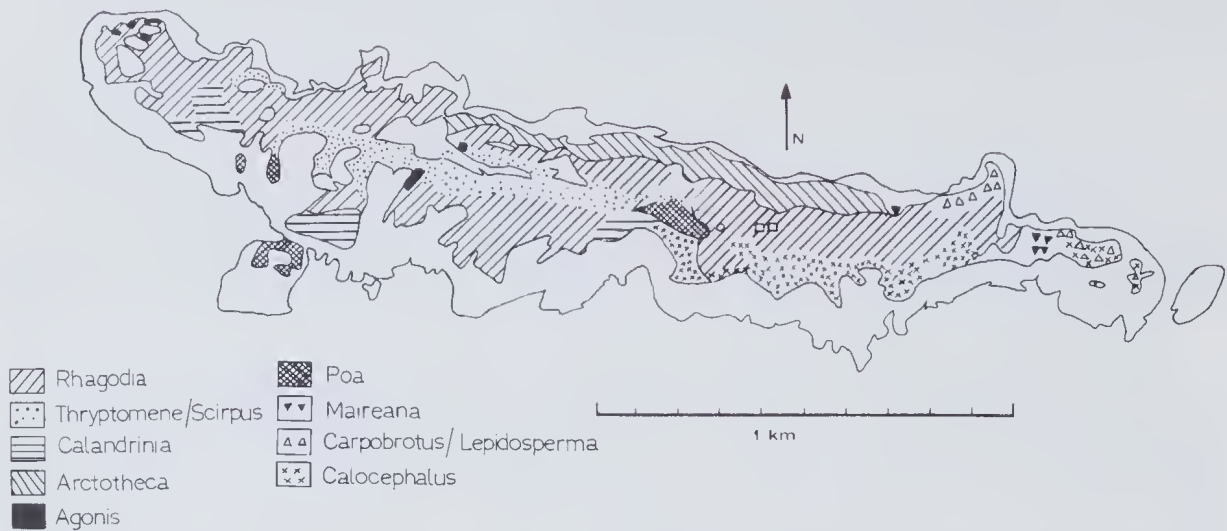 N
Rhagodia
Thryptomene/Scirpus
Calandrinia
Arctotheca
Agonis
Poa
Maireana
Carpobrotus/Lepidosperma
Calocephalus
1 km